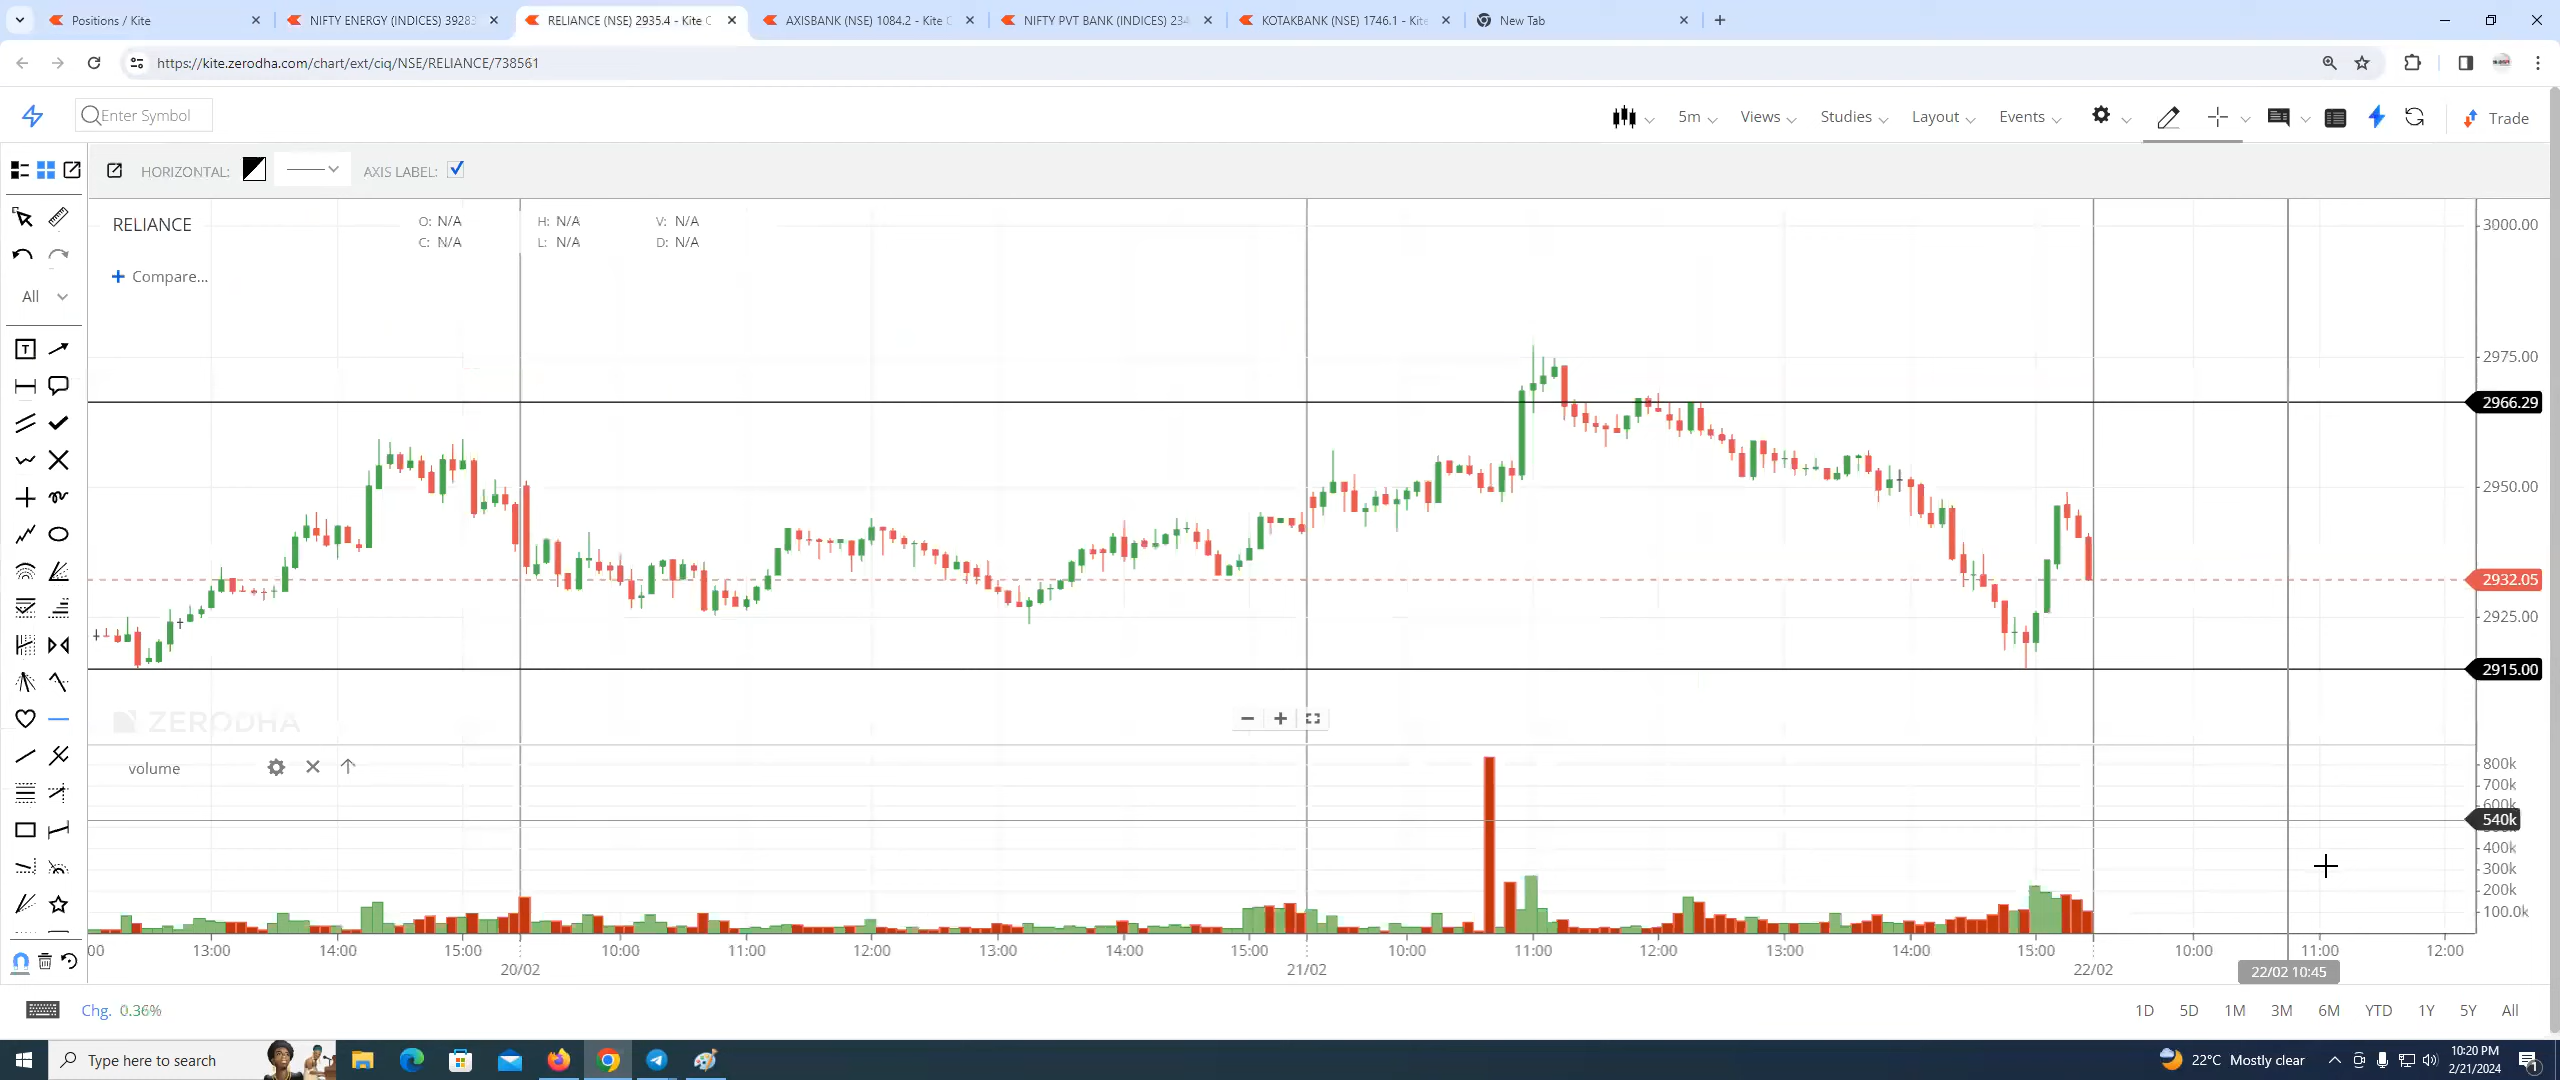 Positions / Kite
NIFTY ENERGY (INDICES) 3928
RELIANCE (NSE) 2935.4 - Kite C
AXISBANK (NSE) 1084.2 - Kite C
NIFTY PVT BANK (INDICES) 234
KOTAKBANK (NSE) 1746.1 - Kite
New Tab
https://kite.zerodha.com/chart/ext/ciq/NSE/RELIANCE/738561
Enter Symbol
5m
Views
Studies
Layout
Events
Trade
HORIZONTAL:
AXIS LABEL:
RELIANCE
O: N/A H: N/A V: N/A
C: N/A L: N/A D: N/A
+ Compare...
All
T
3000.00
2975.00
2966.29
2950.00
2932.05
2925.00
2915.00
ZERODHA
volume
800k
700k
600k
540k
400k
300k
200k
100.0k
00 13:00 14:00 15:00 10:00 11:00 12:00 13:00 14:00 15:00 10:00 11:00 12:00 13:00 14:00 15:00 10:00 11:00 12:00
20/02 21/02 22/02
22/02 10:45
Chg. 0.36%
1D 5D 1M 3M 6M YTD 1Y 5Y All
Type here to search
22°C Mostly clear
10:20 PM
2/21/2024
1